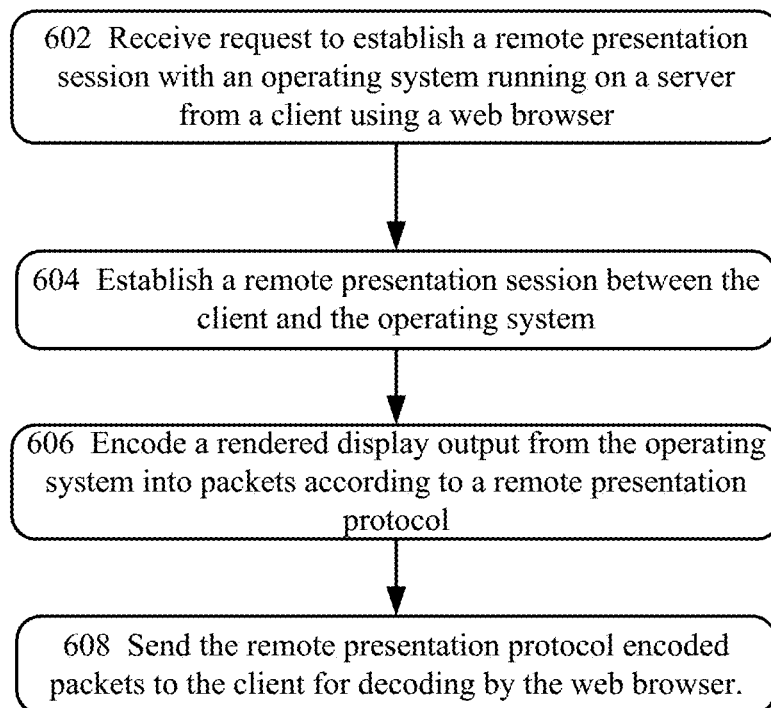 602 Receive request to establish a remote presentation
session with an operating system running on a server
from a client using a web browser
604 Establish a remote presentation session between the
client and the operating system
606 Encode a rendered display output from the operating
system into packets according to a remote presentation
protocol
608 Send the remote presentation protocol encoded
packets to the client for decoding by the web browser.